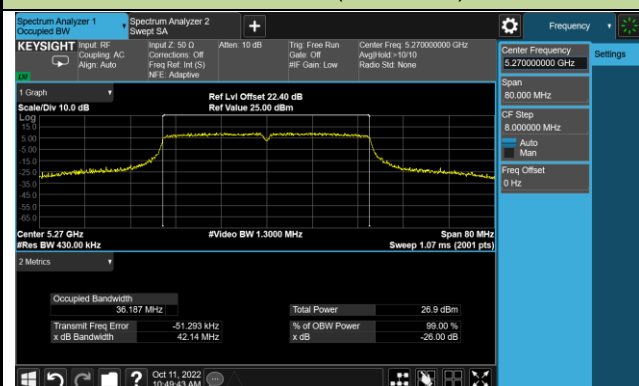 Spectrum Analyzer 1
Occupied BW
Spectrum Analyzer 2
Swept SA
Frequency
KEYSIGHT
Input: RF
Coupling: AC
Align: Auto
Input Z: 50 Ω
Corrections: Off
Freq Ref: Int (S)
NFE: Adaptive
Atten: 10 dB
Trig: Free Run
Gate: Off
#IF Gain: Low
Center Freq: 5.270000000 GHz
Avg|Hold:>10/10
Radio Std: None
Center Frequency
5.270000000 GHz
Settings
Span
80.000 MHz
CF Step
8.000000 MHz
Auto
Man
Freq Offset
0 Hz
1 Graph
Scale/Div 10.0 dB
Ref Lvl Offset 22.40 dB
Ref Value 25.00 dBm
Log
15.0
5.00
-5.00
-15.0
-25.0
-35.0
-45.0
-55.0
-65.0
Center 5.27 GHz
#Res BW 430.00 kHz
#Video BW 1.3000 MHz
Span 80 MHz
Sweep 1.07 ms (2001 pts)
2 Metrics
Occupied Bandwidth
36.187 MHz
Transmit Freq Error -51.293 kHz
x dB Bandwidth 42.14 MHz
Total Power 26.9 dBm
% of OBW Power 99.00 %
x dB -26.00 dB
Oct 11, 2022
10:49:43 AM